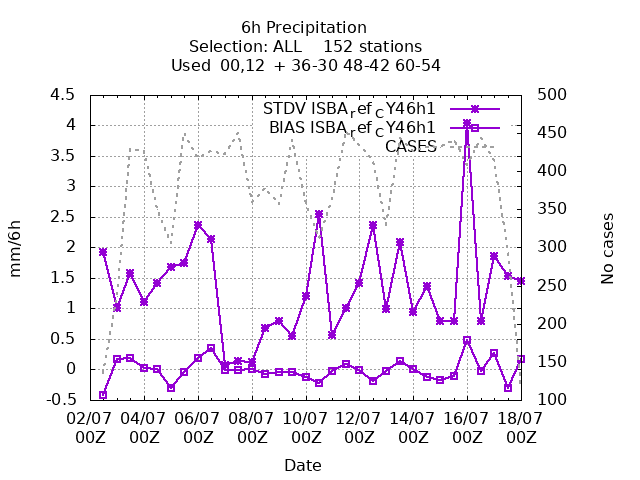 6h Precipitation
Selection: ALL    152 stations
Used  00,12  + 36-30 48-42 60-54
STDV ISBA_ref_CY46h1
BIAS ISBA_ref_CY46h1
CASES
4.5
4
3.5
3
2.5
2
1.5
1
0.5
0
-0.5
mm/6h
500
450
400
350
300
250
200
150
100
No cases
02/07 04/07 06/07 08/07 10/07 12/07 14/07 16/07 18/07
00Z 00Z 00Z 00Z 00Z 00Z 00Z 00Z 00Z
Date